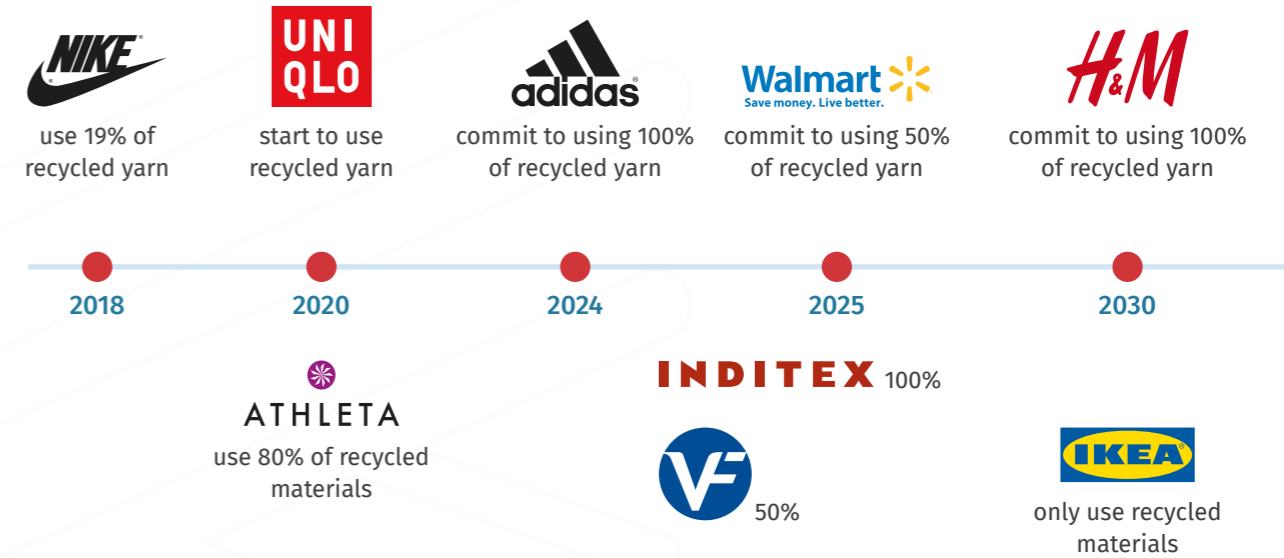 NIKE
use 19% of
recycled yarn
UNI
QLO
start to use
recycled yarn
adidas
commit to using 100%
of recycled yarn
Walmart
Save money. Live better.
commit to using 50%
of recycled yarn
H&M
commit to using 100%
of recycled yarn
2018
2020
2024
2025
2030
ATHLETA
use 80% of recycled
materials
INDITEX 100%
VF 50%
IKEA
only use recycled
materials